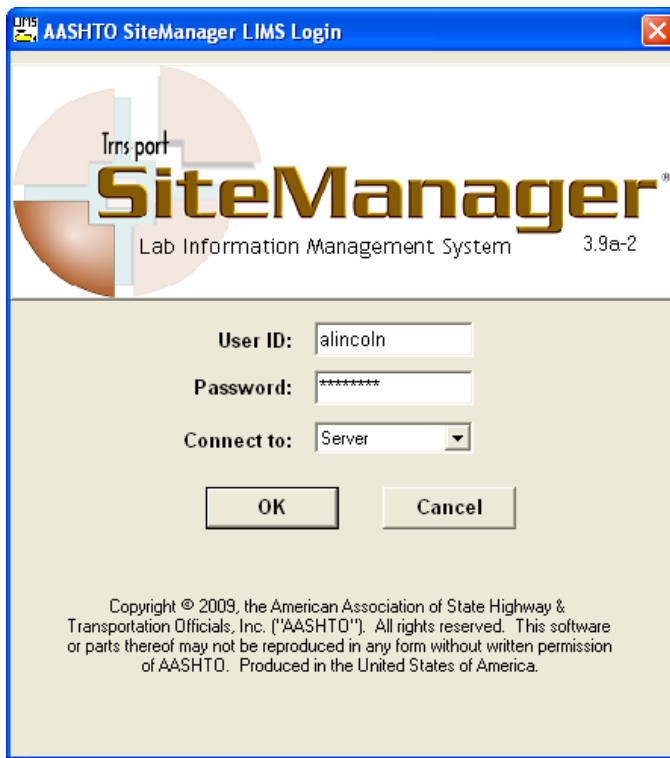 LIMS
AASHTO SiteManager LIMS Login
Trns·port
SiteManager®
Lab Information Management System 3.9a-2
User ID: alincoln
Password: ********
Connect to: Server
OK Cancel
Copyright © 2009, the American Association of State Highway &
Transportation Officials, Inc. ("AASHTO"). All rights reserved. This software
or parts thereof may not be reproduced in any form without written permission
of AASHTO. Produced in the United States of America.